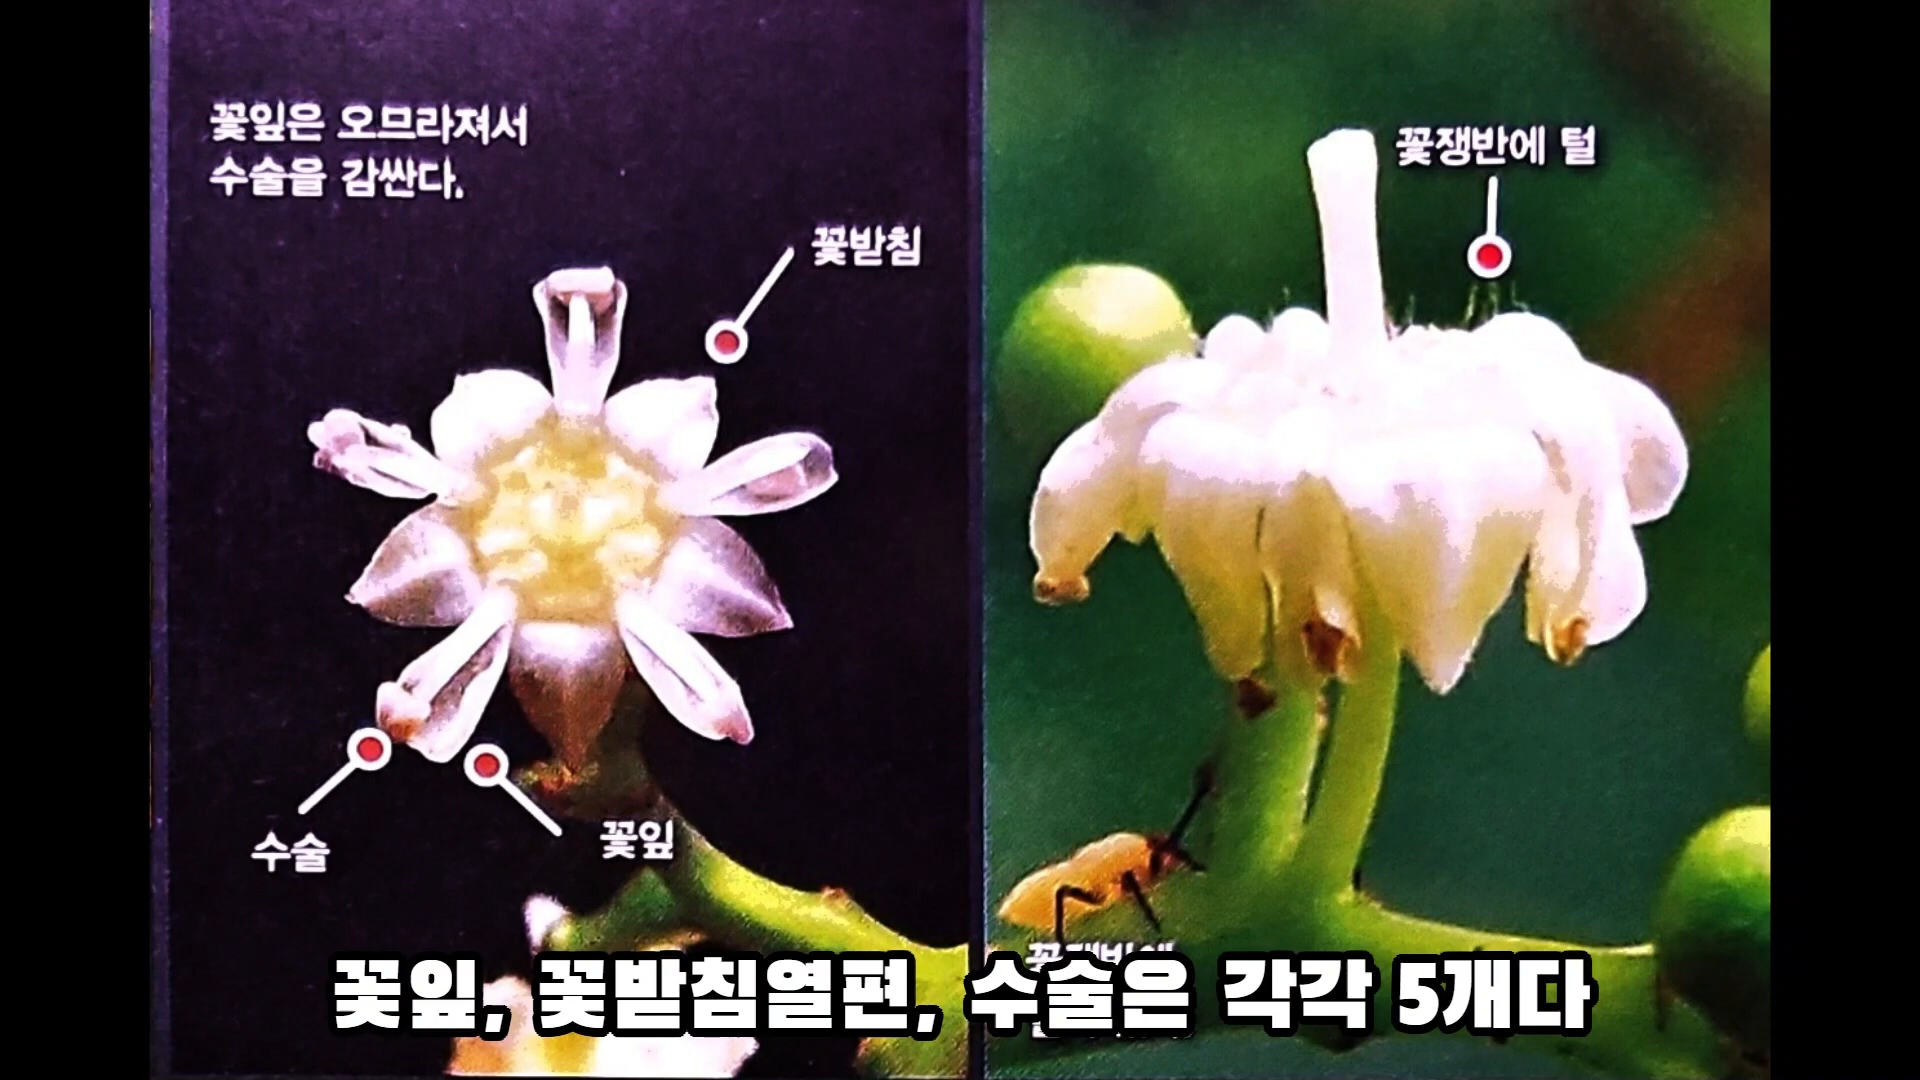 꽃잎은 오므라져서
수술을 감싼다.
꽃받침
수술
꽃잎
꽃쟁반에 털
꽃잎, 꽃받침열편, 수술은 각각 5개다